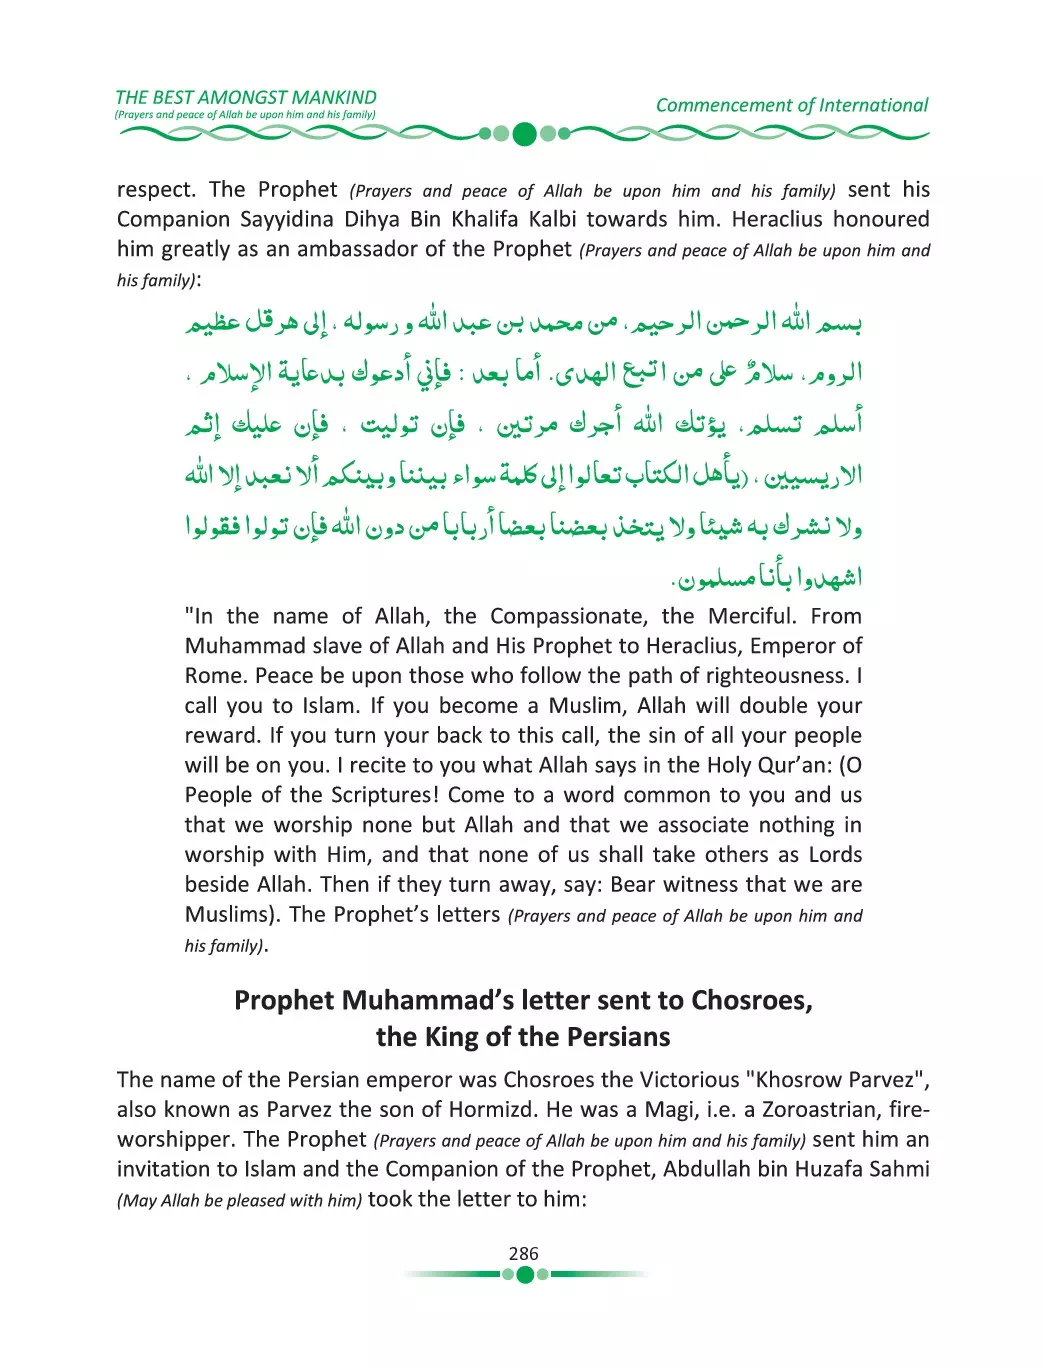 THE BEST AMONGST MANKIND
(Prayers and peace of Allah be upon him and his family)
Commencement of International
respect. The Prophet (Prayers and peace of Allah be upon him and his family) sent his
Companion Sayyidina Dihya Bin Khalifa Kalbi towards him. Heraclius honoured
him greatly as an ambassador of the Prophet (Prayers and peace of Allah be upon him and
his family):
بسم الله الرحمن الرحيم، من محمد بن عبد الله و رسوله ، إلى هرقل عظيم
الروم، سلامٌ على من اتبع الهدى. أما بعد : فإني أدعوك بدعاية الإسلام ،
أسلم تسلم، يؤتك الله أجرك مرتين ، فإن توليت ، فإن عليك إثم
الاريسيين ، (يأهل الكتاب تعالوا إلى كلمة سواء بيننا وبينكم ألا نعبد إلا الله
ولا نشرك به شيئا ولا يتخذ بعضنا بعضا أربابا من دون الله فإن تولوا فقولوا
اشهدوا بأنا مسلمون.
"In the name of Allah, the Compassionate, the Merciful. From
Muhammad slave of Allah and His Prophet to Heraclius, Emperor of
Rome. Peace be upon those who follow the path of righteousness. I
call you to Islam. If you become a Muslim, Allah will double your
reward. If you turn your back to this call, the sin of all your people
will be on you. I recite to you what Allah says in the Holy Qur’an: (O
People of the Scriptures! Come to a word common to you and us
that we worship none but Allah and that we associate nothing in
worship with Him, and that none of us shall take others as Lords
beside Allah. Then if they turn away, say: Bear witness that we are
Muslims). The Prophet’s letters (Prayers and peace of Allah be upon him and
his family).
Prophet Muhammad’s letter sent to Chosroes,
the King of the Persians
The name of the Persian emperor was Chosroes the Victorious "Khosrow Parvez",
also known as Parvez the son of Hormizd. He was a Magi, i.e. a Zoroastrian, fire-
worshipper. The Prophet (Prayers and peace of Allah be upon him and his family) sent him an
invitation to Islam and the Companion of the Prophet, Abdullah bin Huzafa Sahmi
(May Allah be pleased with him) took the letter to him:
286